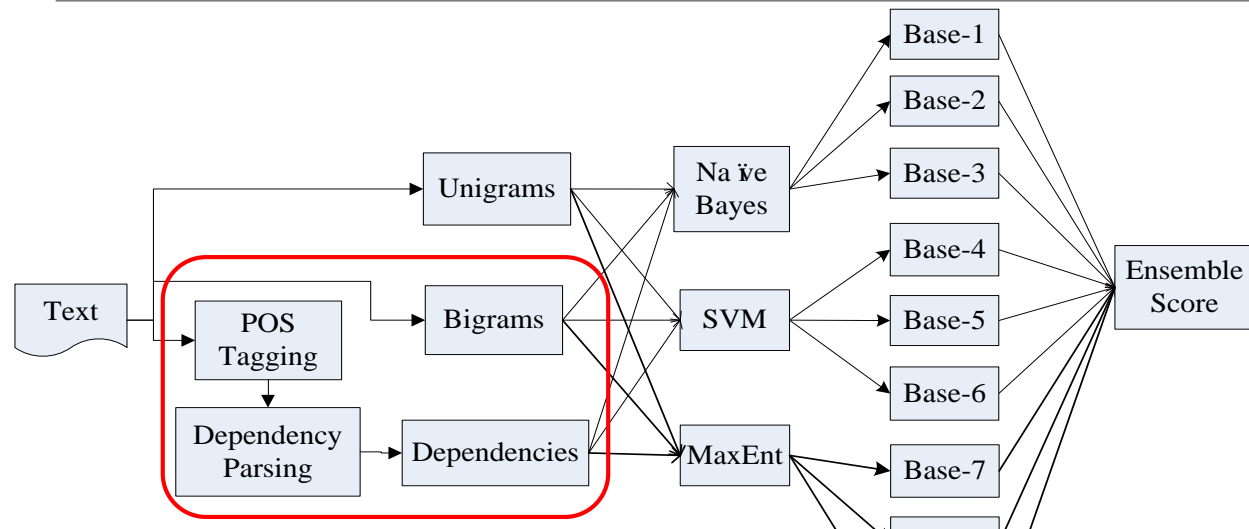 Text
POS
Tagging
Dependency
Parsing
Unigrams
Bigrams
Dependencies
Na ïve
Bayes
SVM
MaxEnt
Base-1
Base-2
Base-3
Base-4
Base-5
Base-6
Base-7
Ensemble
Score